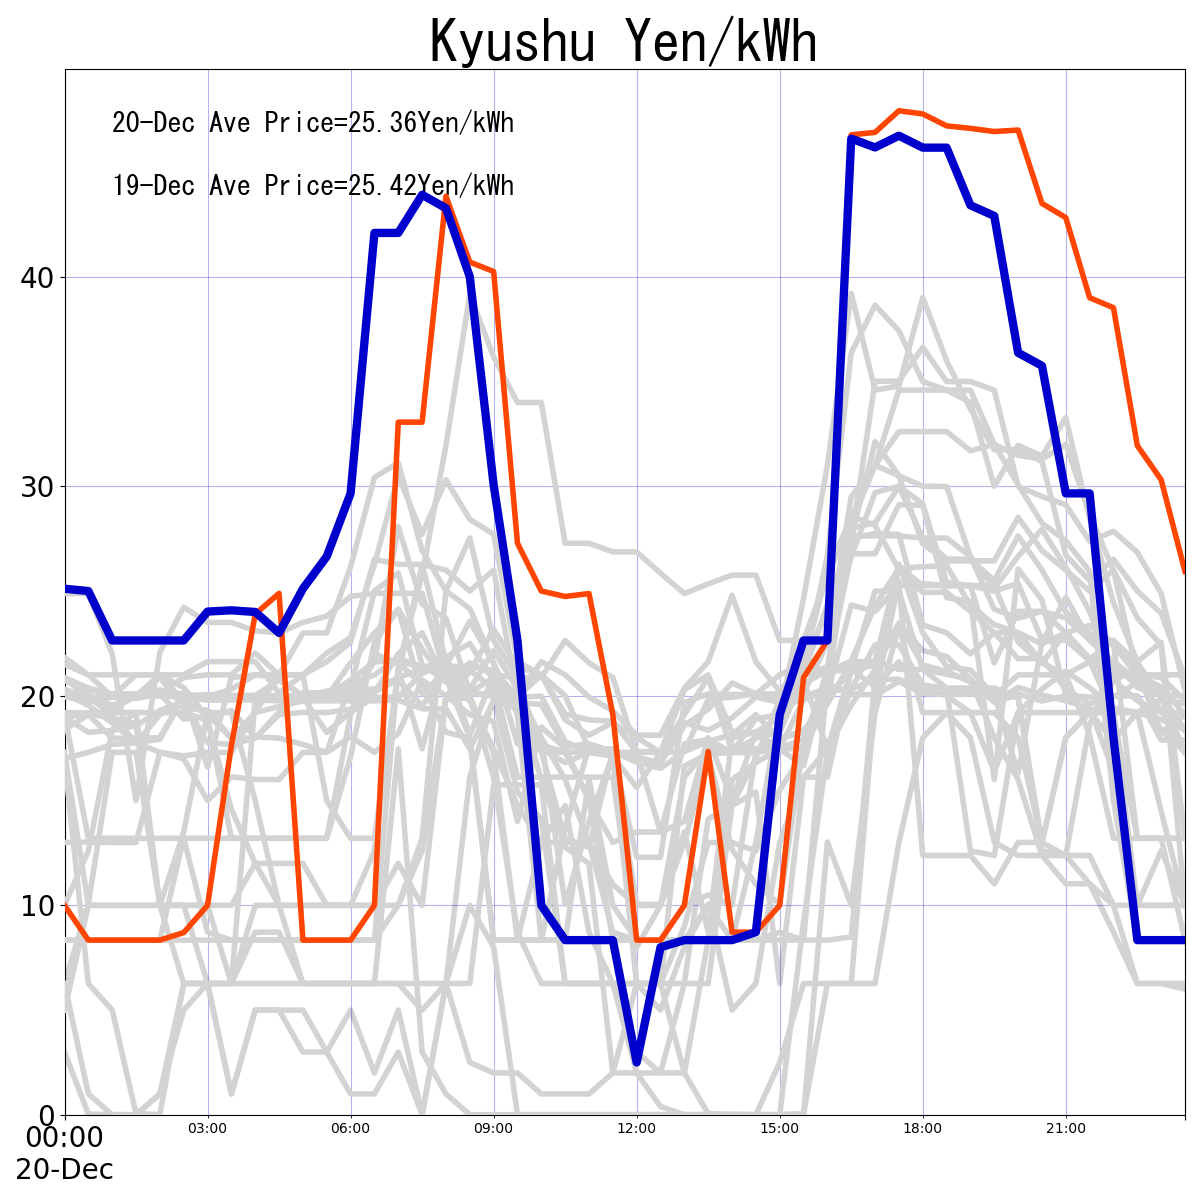 Kyushu Yen/kWh
20-Dec Ave Price=25.36Yen/kWh
19-Dec Ave Price=25.42Yen/kWh
40
30
20
10
0
00:00 03:00 06:00 09:00 12:00 15:00 18:00 21:00
20-Dec